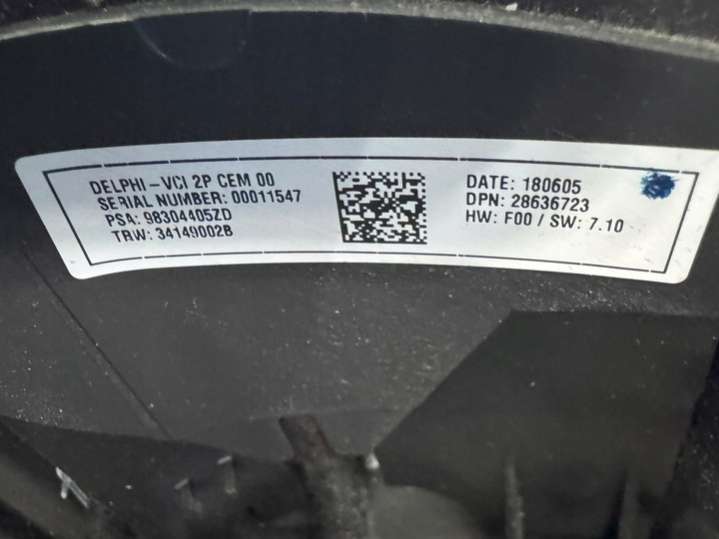 DELPHI - VCI 2P CEM 00
SERIAL NUMBER: 00011547
PSA: 98304405ZD
TRW: 34149002B
DATE: 180605
DPN: 28636723
HW: F00 / SW: 7.10